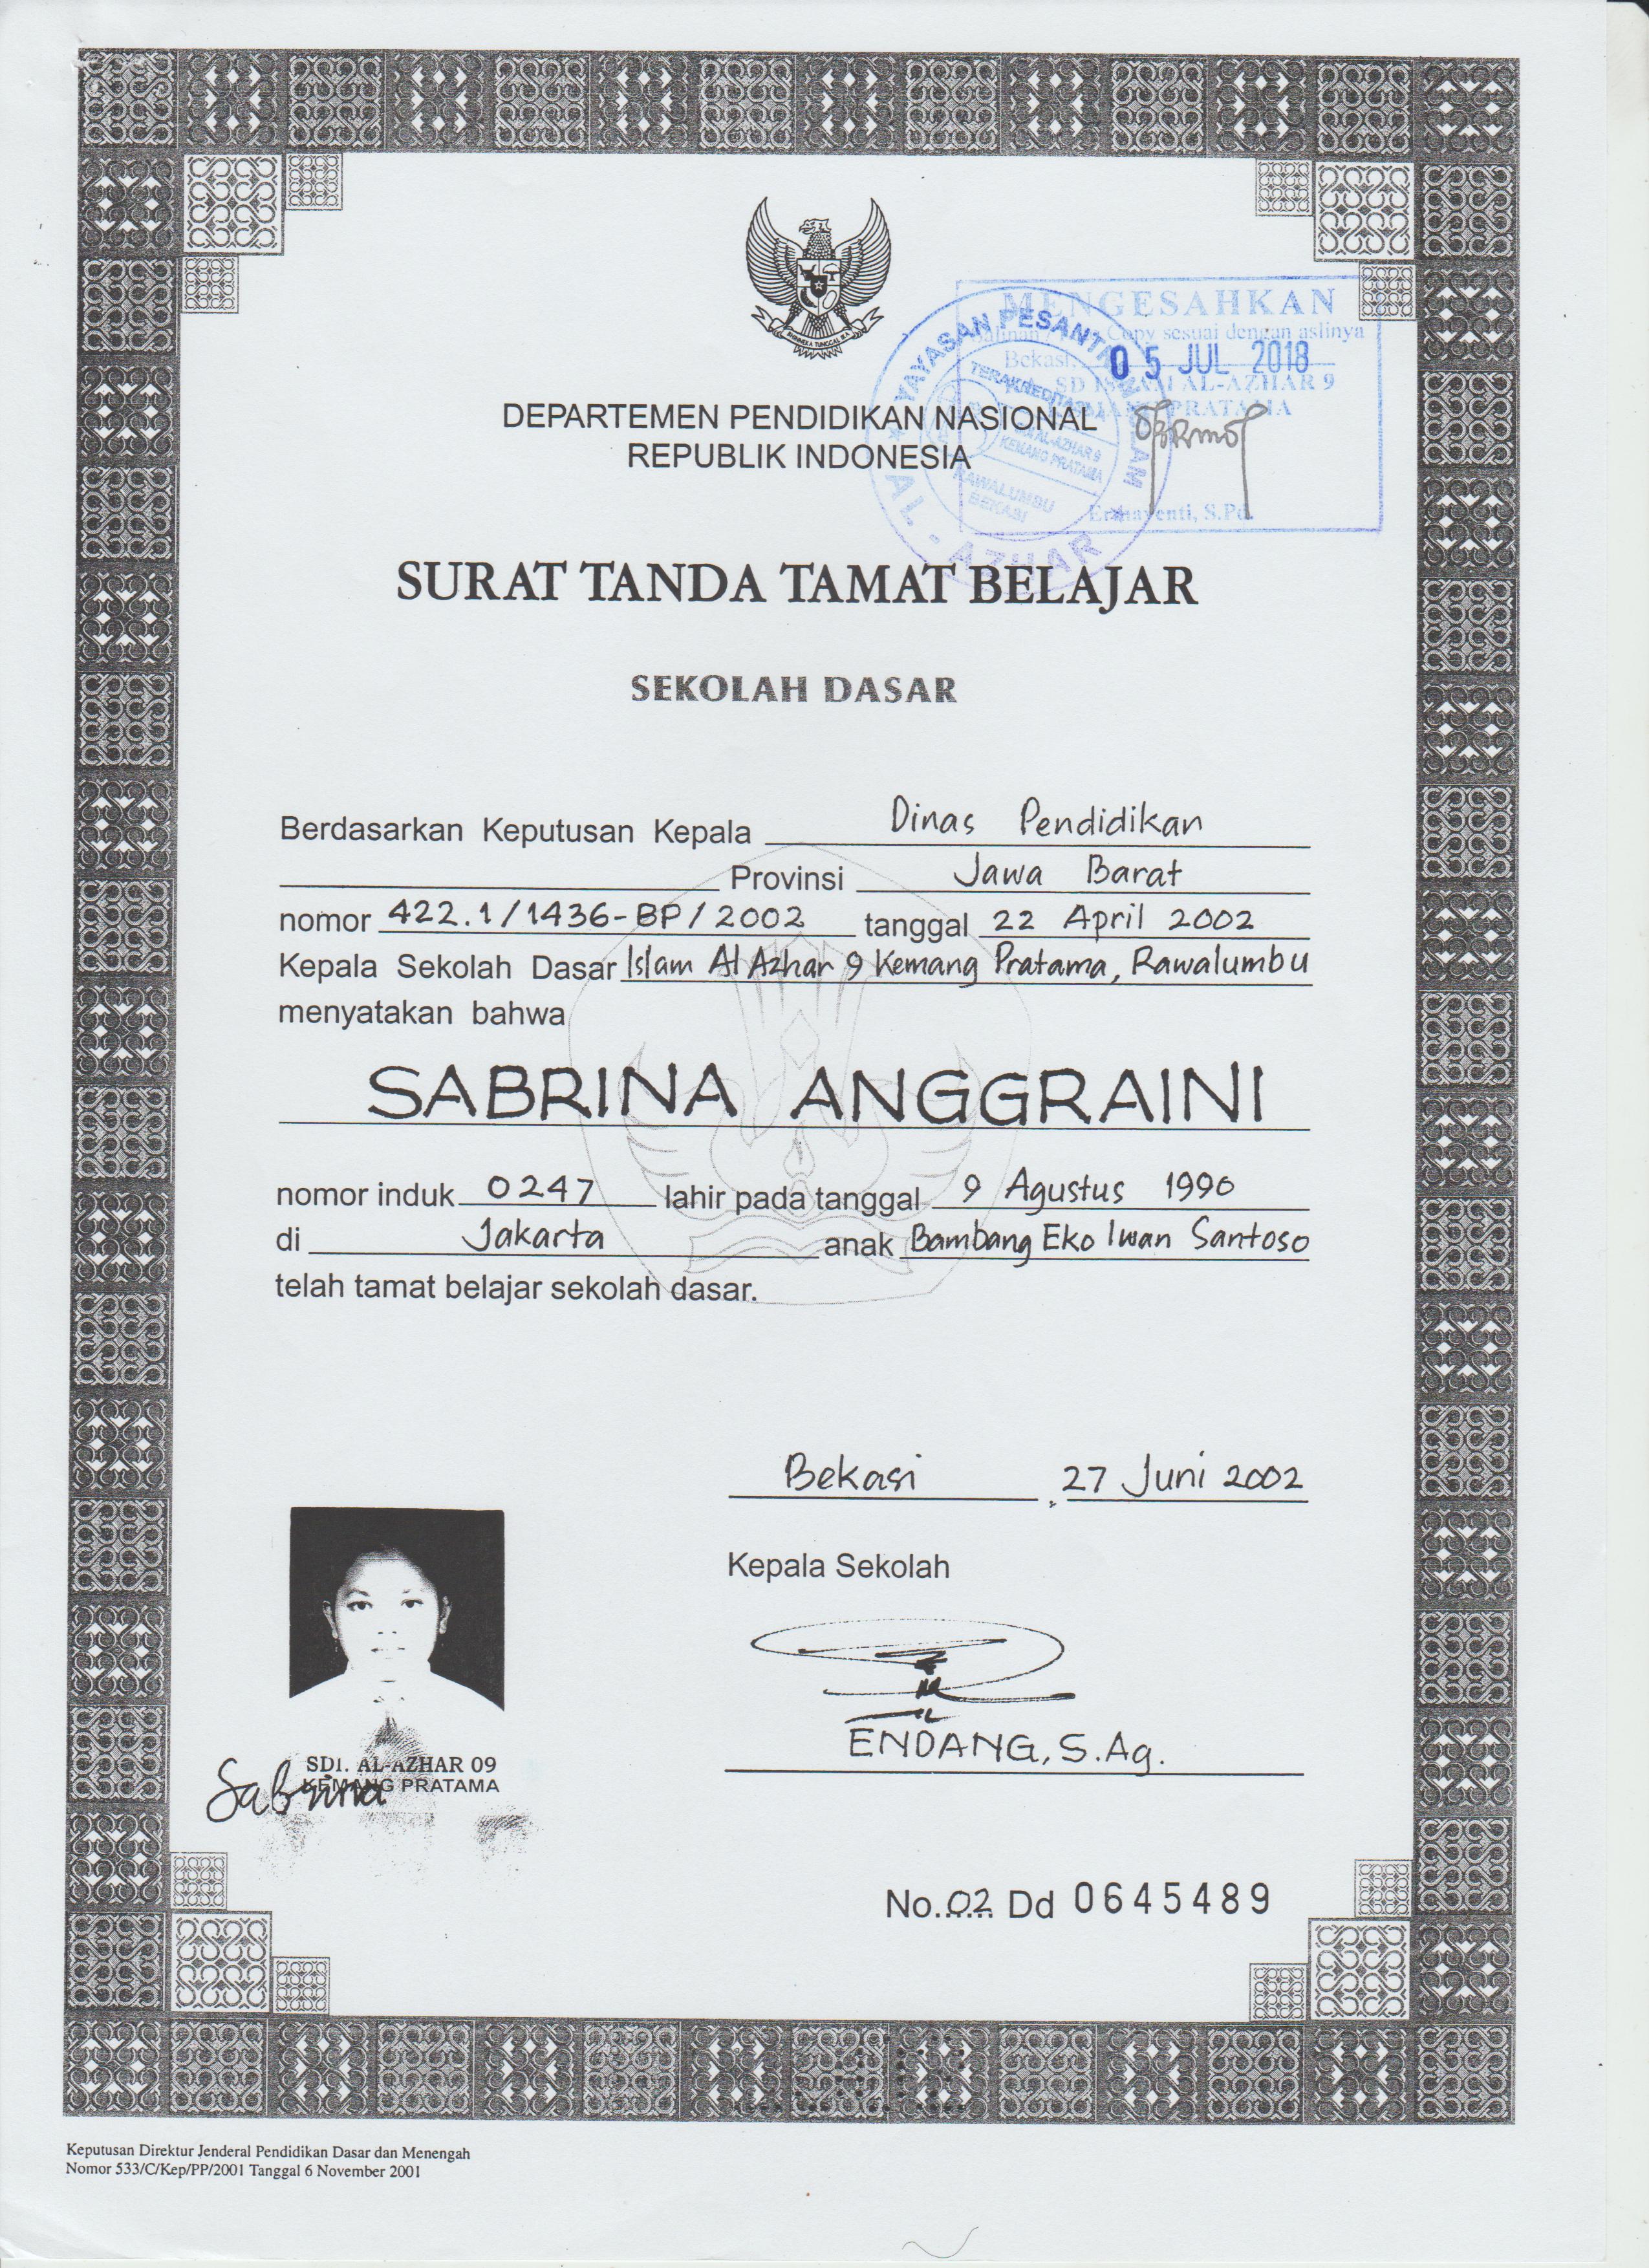 BHINNEKA TUNGGAL IKA
MENGESAHKAN
Copy sesuai dengan aslinya
Bekasi, 05 JUL 2018
SD ISLAM AL-AZHAR 9
KEMANG PRATAMA
Ermayenti, S.Pd
YAYASAN PESANTREN ISLAM
AL-AZHAR
TERAKREDITASI A
SDI AL-AZHAR 9
KEMANG PRATAMA
RAWALUMBU
BEKASI
DEPARTEMEN PENDIDIKAN NASIONAL
REPUBLIK INDONESIA
SURAT TANDA TAMAT BELAJAR
SEKOLAH DASAR
Berdasarkan Keputusan Kepala Dinas Pendidikan
Provinsi Jawa Barat
nomor 422.1/1436-BP/2002 tanggal 22 April 2002
Kepala Sekolah Dasar Islam Al Azhar 9 Kemang Pratama, Rawalumbu
menyatakan bahwa
SABRINA ANGGRAINI
nomor induk 0247 lahir pada tanggal 9 Agustus 1990
di Jakarta anak Bambang Eko Iwan Santoso
telah tamat belajar sekolah dasar.
Bekasi, 27 Juni 2002
Kepala Sekolah
ENDANG, S.Ag.
SDI. AL-AZHAR 09
KEMANG PRATAMA
Sabrina
No. 02 Dd 0645489
Keputusan Direktur Jenderal Pendidikan Dasar dan Menengah
Nomor 533/C/Kep/PP/2001 Tanggal 6 November 2001